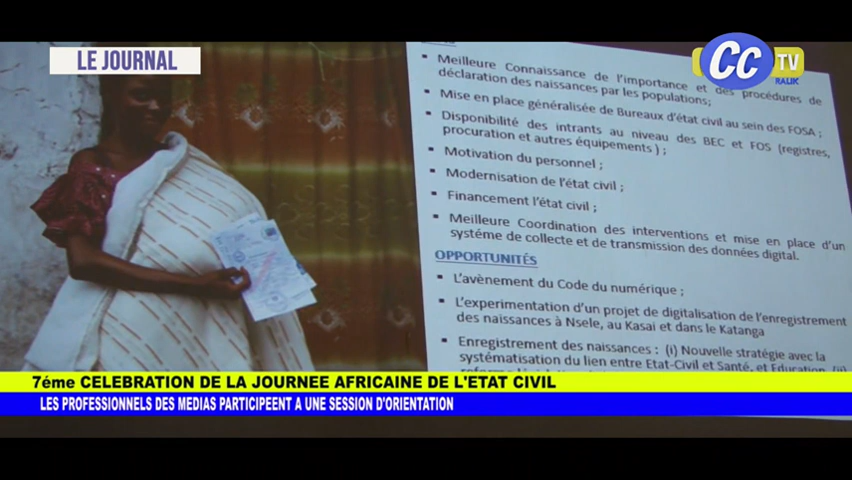 LE JOURNAL
CC TV
RALIK
▪ Meilleure Connaissance de l'importance et des procédures de
déclaration des naissances par les populations;
▪ Mise en place généralisée de Bureaux d'état civil au sein des FOSA ;
▪ Disponibilité des intrants au niveau des BEC et FOS (registres,
procuration et autres équipements ) ;
▪ Motivation du personnel ;
▪ Modernisation de l'état civil ;
▪ Financement l'état civil ;
▪ Meilleure Coordination des interventions et mise en place d'un
systéme de collecte et de transmission des données digital.
OPPORTUNITÉS
▪ L'avènement du Code du numérique ;
▪ L'experimentation d'un projet de digitalisation de l'enregistrement
des naissances à Nsele, au Kasai et dans le Katanga
▪ Enregistrement des naissances : (i) Nouvelle stratégie avec la
systématisation du lien entre Etat-Civil et Santé, et Education, (ii)
7éme CELEBRATION DE LA JOURNEE AFRICAINE DE L'ETAT CIVIL
LES PROFESSIONNELS DES MEDIAS PARTICIPEENT A UNE SESSION D'ORIENTATION